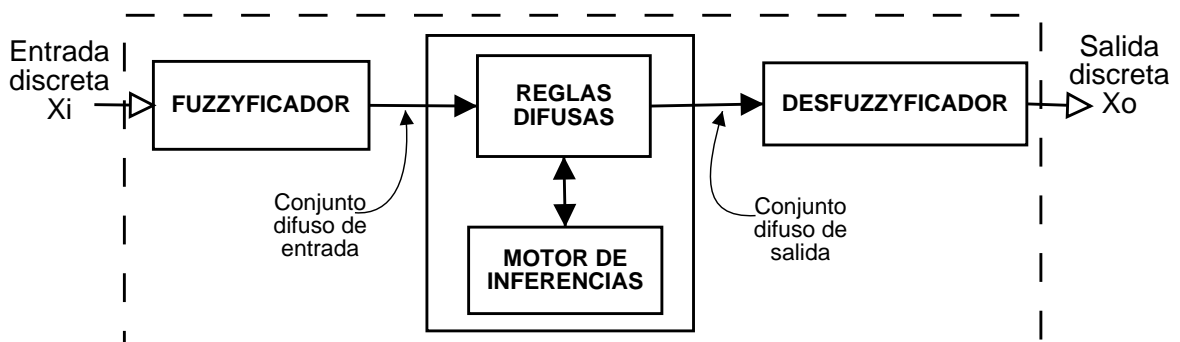 Entrada
discreta
Xi
FUZZYFICADOR
Conjunto
difuso de
entrada
REGLAS
DIFUSAS
MOTOR DE
INFERENCIAS
Conjunto
difuso de
salida
DESFUZZYFICADOR
Salida
discreta
Xo